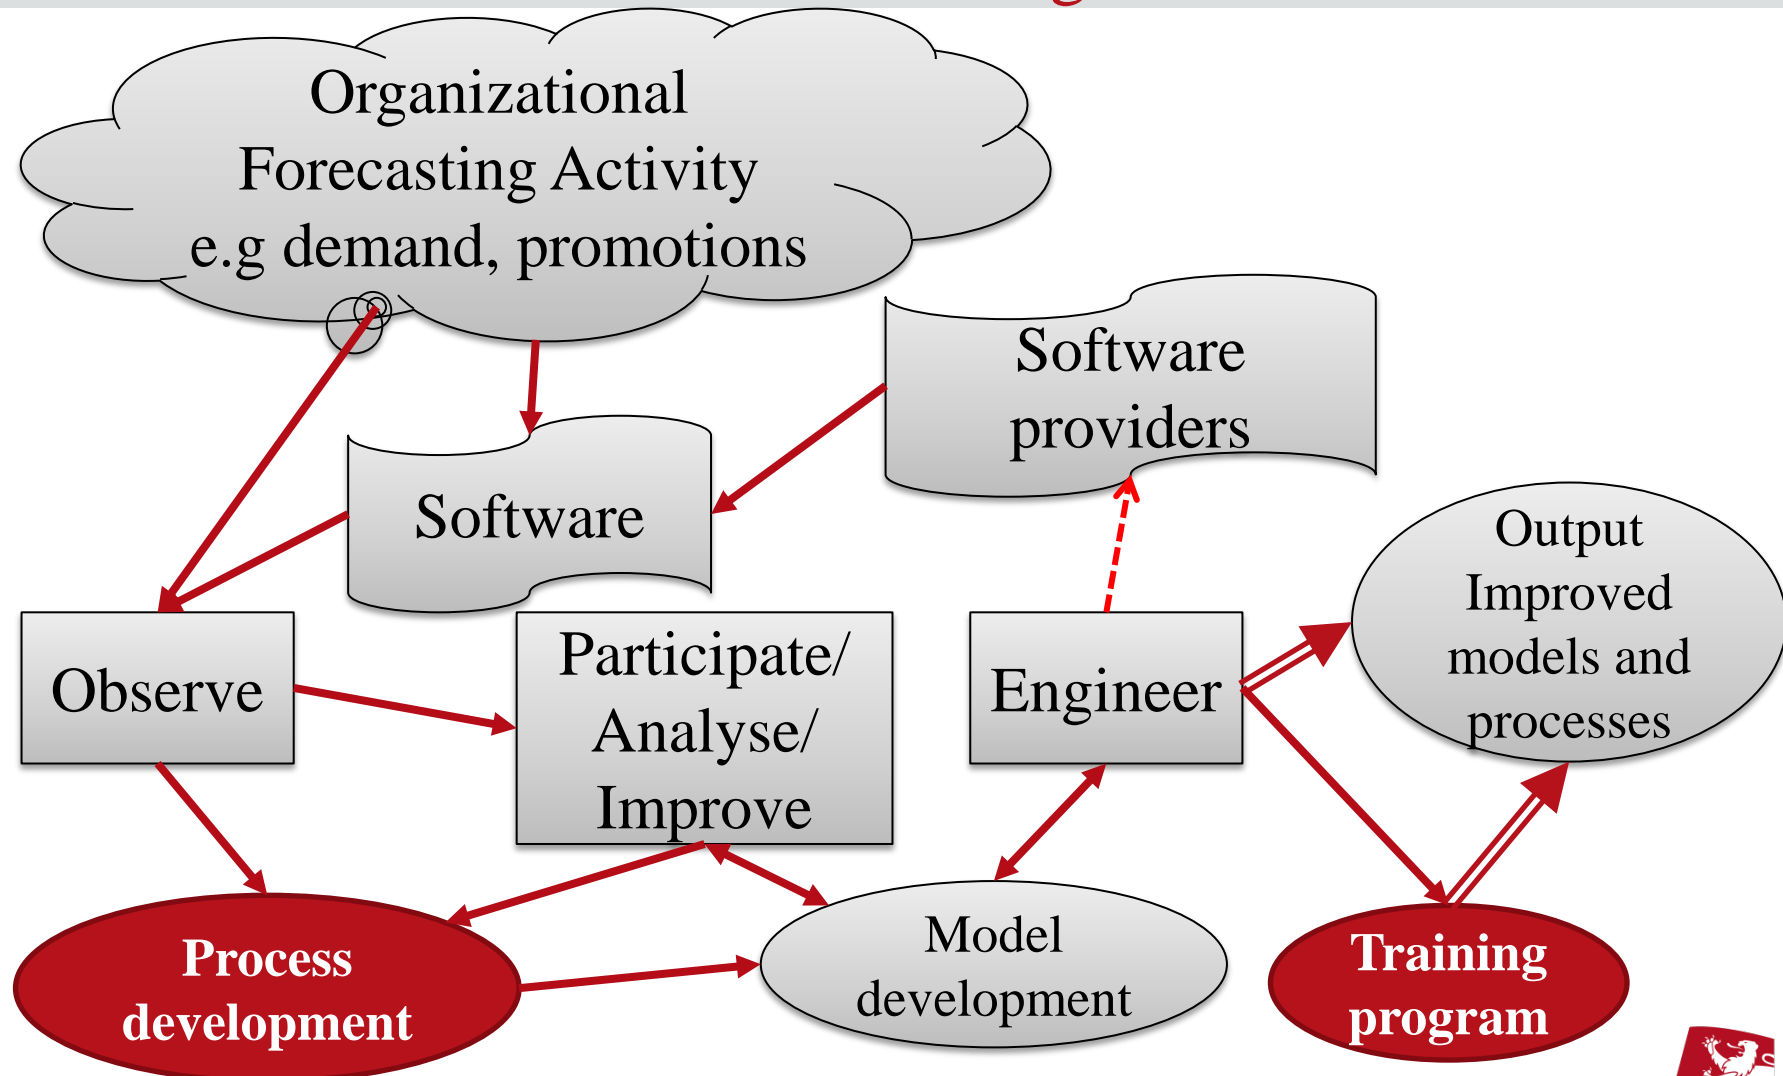 Organizational
Forecasting Activity
e.g demand, promotions
Software
providers
Software
Output
Improved
models and
processes
Observe
Participate/
Analyse/
Improve
Engineer
Process
development
Model
development
Training
program